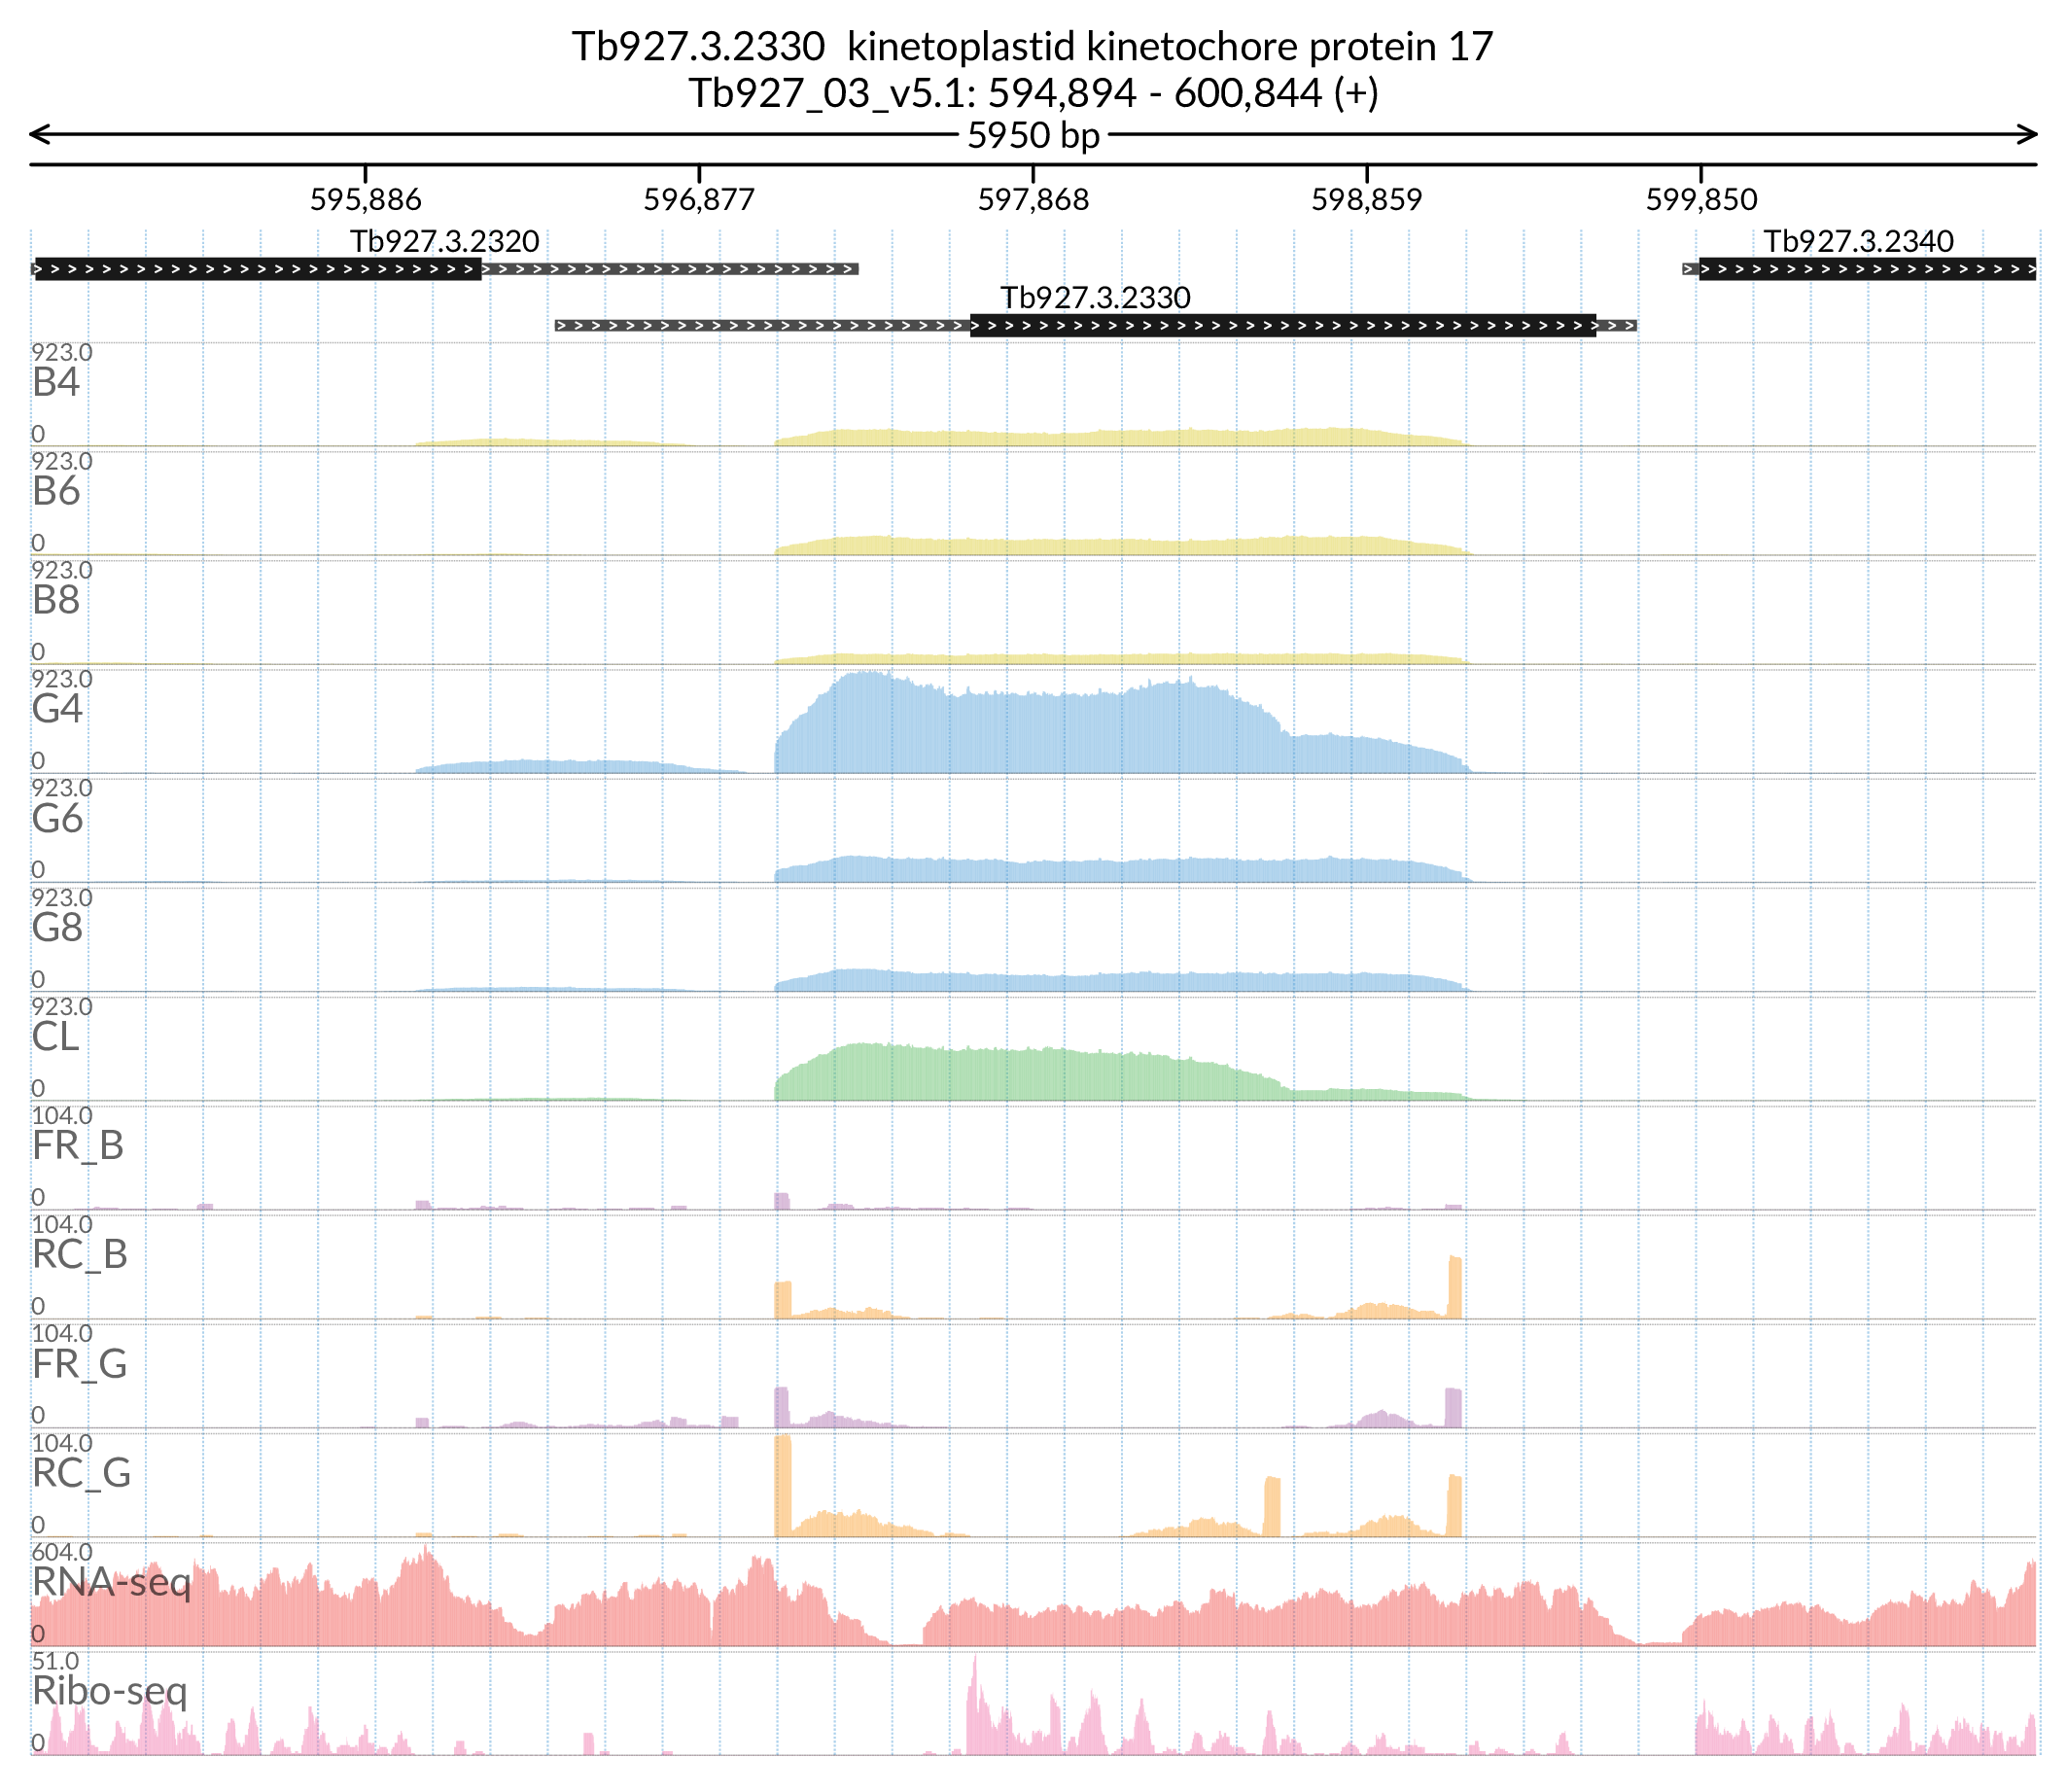 Tb927.3.2330 kinetoplastid kinetochore protein 17
Tb927_03_v5.1: 594,894 - 600,844 (+)
5950 bp
595,886 596,877 597,868 598,859 599,850
Tb927.3.2320 Tb927.3.2340
Tb927.3.2330
923.0
B4
0
923.0
B6
0
923.0
B8
0
923.0
G4
0
923.0
G6
0
923.0
G8
0
923.0
CL
0
104.0
FR_B
0
104.0
RC_B
0
104.0
FR_G
0
104.0
RC_G
0
604.0
RNA-seq
0
51.0
Ribo-seq
0